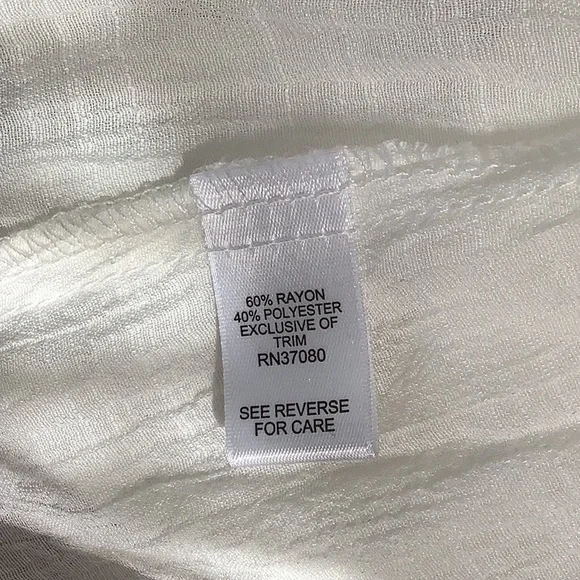 60% RAYON
40% POLYESTER
EXCLUSIVE OF
TRIM
RN37080
SEE REVERSE
FOR CARE